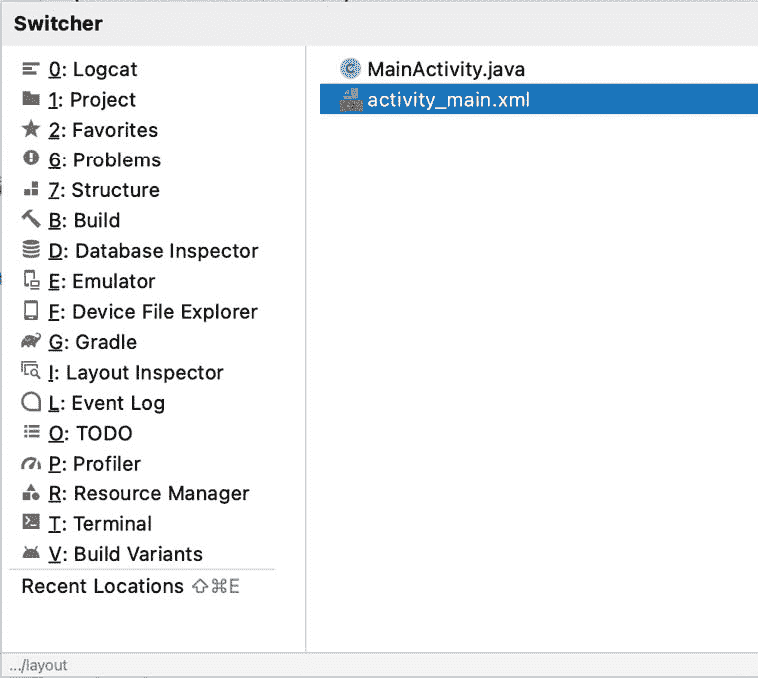 Switcher
0: Logcat
1: Project
2: Favorites
6: Problems
7: Structure
B: Build
D: Database Inspector
E: Emulator
F: Device File Explorer
G: Gradle
I: Layout Inspector
L: Event Log
O: TODO
P: Profiler
R: Resource Manager
T: Terminal
V: Build Variants
Recent Locations ⇧⌘E
MainActivity.java
activity_main.xml
.../layout